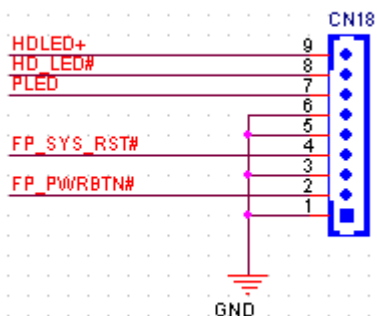 CN18
HDLED+ 9
HD_LED# 8
PLED 7
6
5
FP_SYS_RST# 4
3
FP_PWRBTN# 2
1
GND